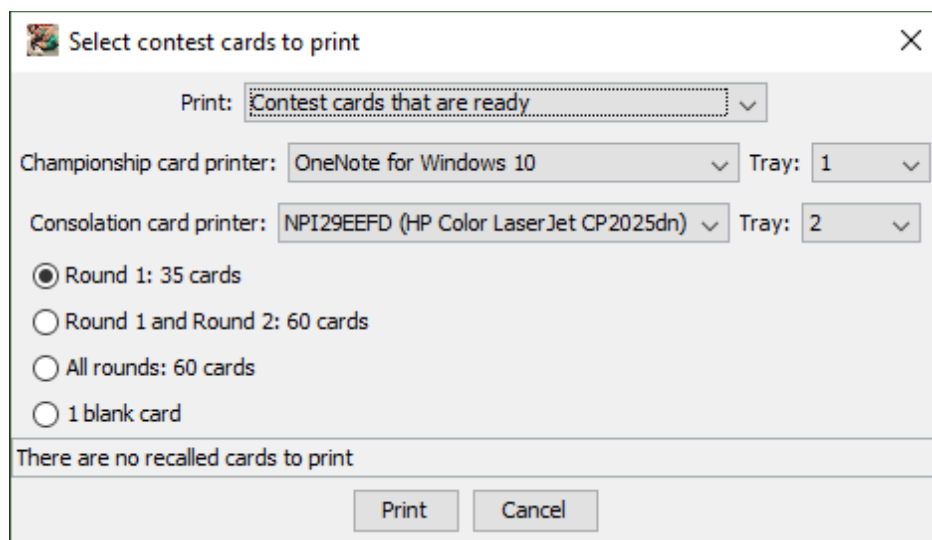 Select contest cards to print
Print: Contest cards that are ready
Championship card printer: OneNote for Windows 10 Tray: 1
Consolation card printer: NPI29EEFD (HP Color LaserJet CP2025dn) Tray: 2
Round 1: 35 cards
Round 1 and Round 2: 60 cards
All rounds: 60 cards
1 blank card
There are no recalled cards to print
Print Cancel